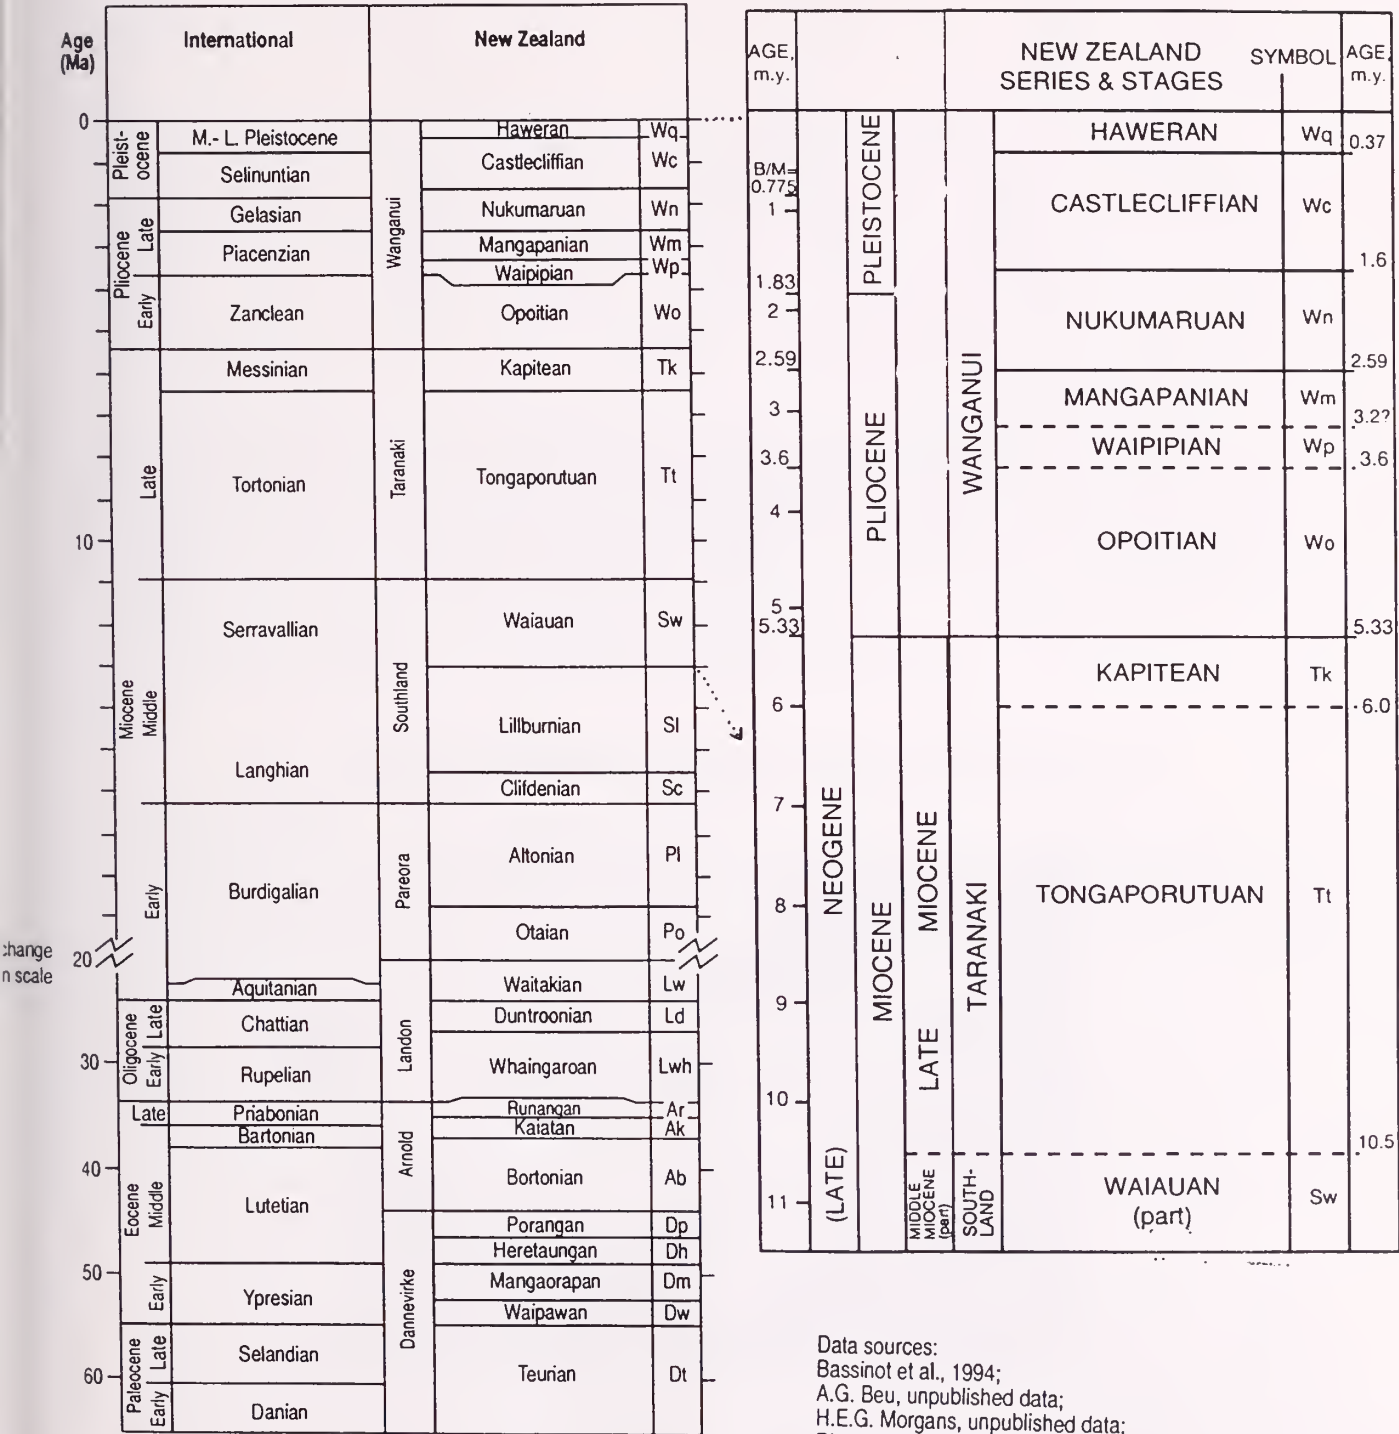 Age
(Ma)
International
New Zealand
0
10
20
30
40
50
60
change
n scale
Pleist-
ocene
Pliocene
Late
Early
Miocene
Late
Middle
Early
Oligocene
Late
Early
Eocene
Late
Middle
Early
Paleocene
Late
Early
M.- L. Pleistocene
Selinuntian
Gelasian
Piacenzian
Zanclean
Messinian
Tortonian
Serravallian
Langhian
Burdigalian
Aquitanian
Chattian
Rupelian
Priabonian
Bartonian
Lutetian
Ypresian
Selandian
Danian
Wanganui
Taranaki
Southland
Pareora
Landon
Arnold
Dannevirke
Haweran Wq
Castlecliffian Wc
Nukumaruan Wn
Mangapanian Wm
Waipipian Wp
Opoitian Wo
Kapitean Tk
Tongaporutuan Tt
Waiauan Sw
Lillburnian Sl
Clifdenian Sc
Altonian Pl
Otaian Po
Waitakian Lw
Duntroonian Ld
Whaingaroan Lwh
Runangan Ar
Kaiatan Ak
Bortonian Ab
Porangan Dp
Heretaungan Dh
Mangaorapan Dm
Waipawan Dw
Teurian Dt
AGE,
m.y.
NEW ZEALAND
SERIES & STAGES
SYMBOL
AGE,
m.y.
B/M=
0.775
1
1.83
2
2.59
3
3.6
4
5
5.33
6
7
8
9
10
11
NEOGENE
(LATE)
PLEISTOCENE
PLIOCENE
MIOCENE
LATE MIOCENE
MIDDLE
MIOCENE
(part)
WANGANUI
TARANAKI
SOUTH-
LAND
HAWERAN Wq 0.37
CASTLECLIFFIAN Wc
1.6
NUKUMARUAN Wn
2.59
MANGAPANIAN Wm
3.2?
WAIPIPIAN Wp
3.6
OPOITIAN Wo
5.33
KAPITEAN Tk
6.0
TONGAPORUTUAN Tt
10.5
WAIAUAN Sw
(part)
Data sources:
Bassinot et al., 1994;
A.G. Beu, unpublished data;
H.E.G. Morgans, unpublished data;